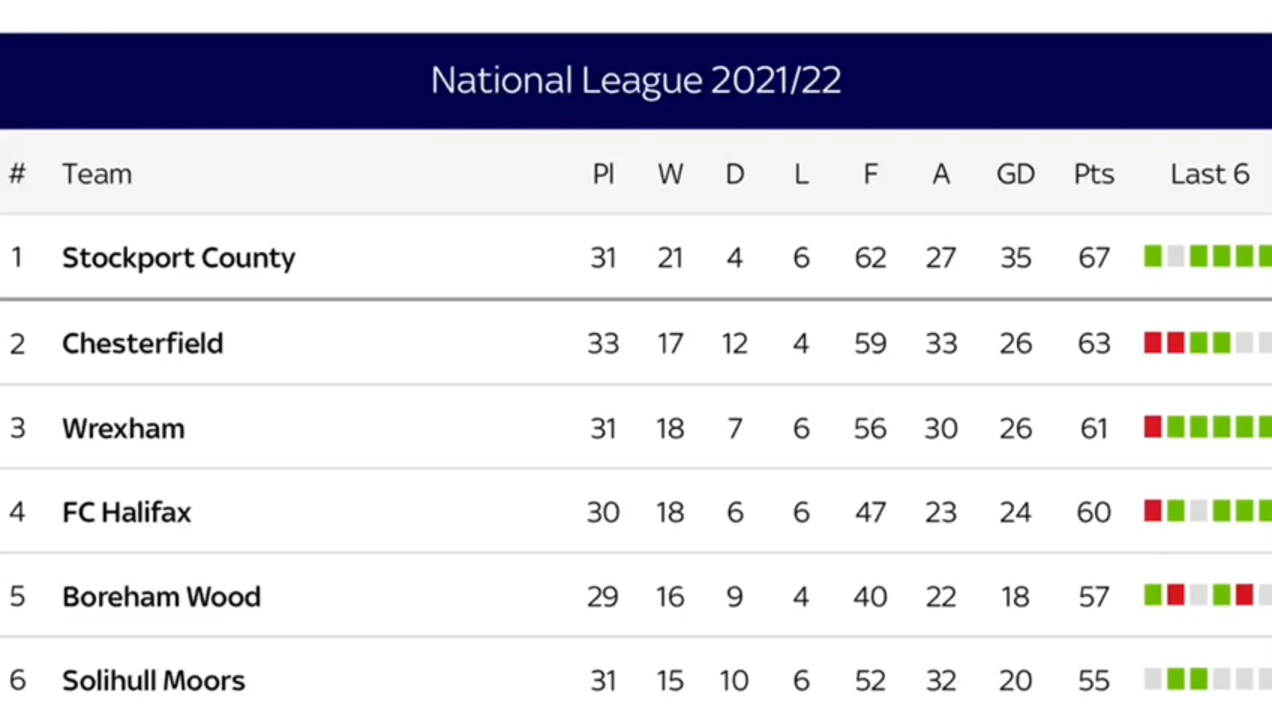 National League 2021/22
# Team Pl W D L F A GD Pts Last 6
1 Stockport County 31 21 4 6 62 27 35 67
2 Chesterfield 33 17 12 4 59 33 26 63
3 Wrexham 31 18 7 6 56 30 26 61
4 FC Halifax 30 18 6 6 47 23 24 60
5 Boreham Wood 29 16 9 4 40 22 18 57
6 Solihull Moors 31 15 10 6 52 32 20 55